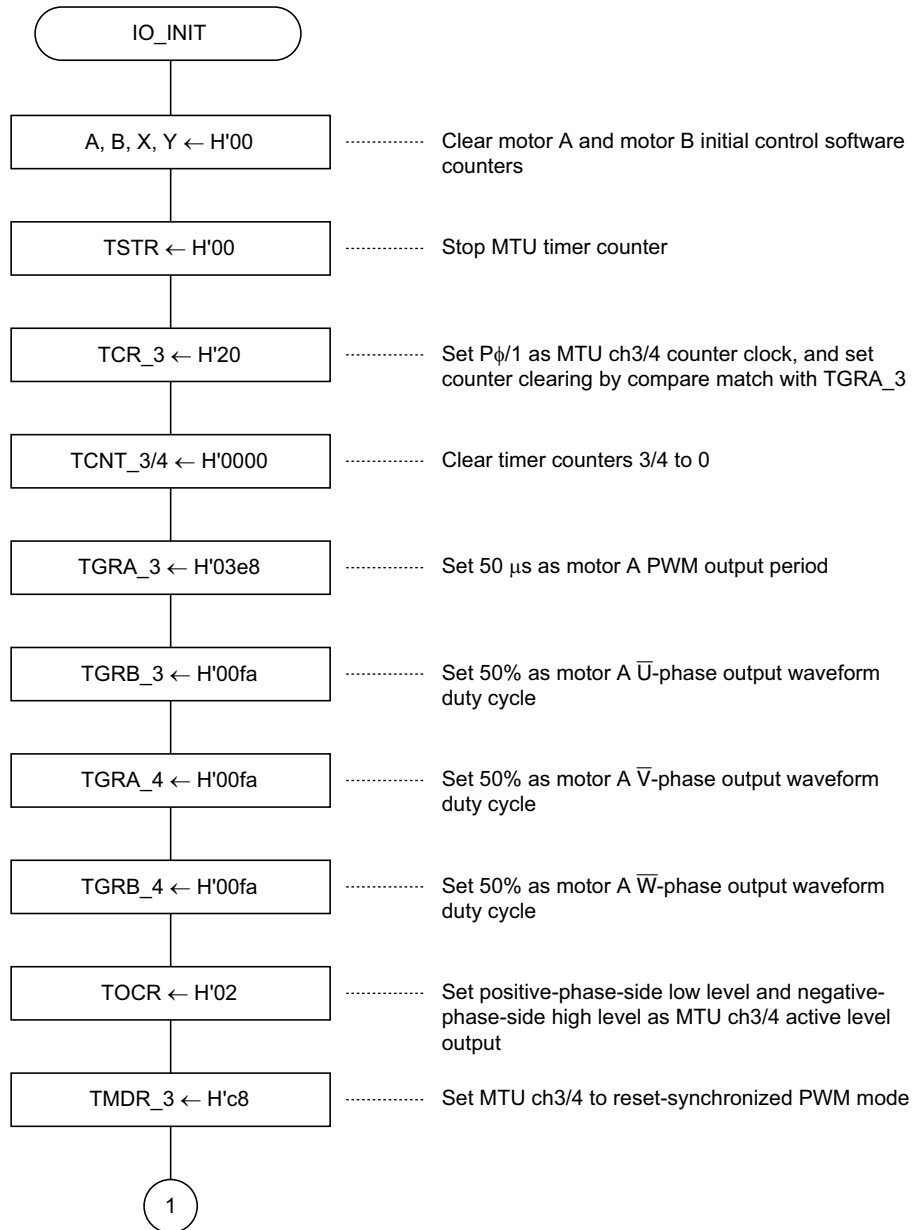 IO_INIT
A, B, X, Y ← H'00
Clear motor A and motor B initial control software
counters
TSTR ← H'00
Stop MTU timer counter
TCR_3 ← H'20
Set Pϕ/1 as MTU ch3/4 counter clock, and set
counter clearing by compare match with TGRA_3
TCNT_3/4 ← H'0000
Clear timer counters 3/4 to 0
TGRA_3 ← H'03e8
Set 50 μs as motor A PWM output period
TGRB_3 ← H'00fa
Set 50% as motor A U̅-phase output waveform
duty cycle
TGRA_4 ← H'00fa
Set 50% as motor A V̅-phase output waveform
duty cycle
TGRB_4 ← H'00fa
Set 50% as motor A W̅-phase output waveform
duty cycle
TOCR ← H'02
Set positive-phase-side low level and negative-
phase-side high level as MTU ch3/4 active level
output
TMDR_3 ← H'c8
Set MTU ch3/4 to reset-synchronized PWM mode
1